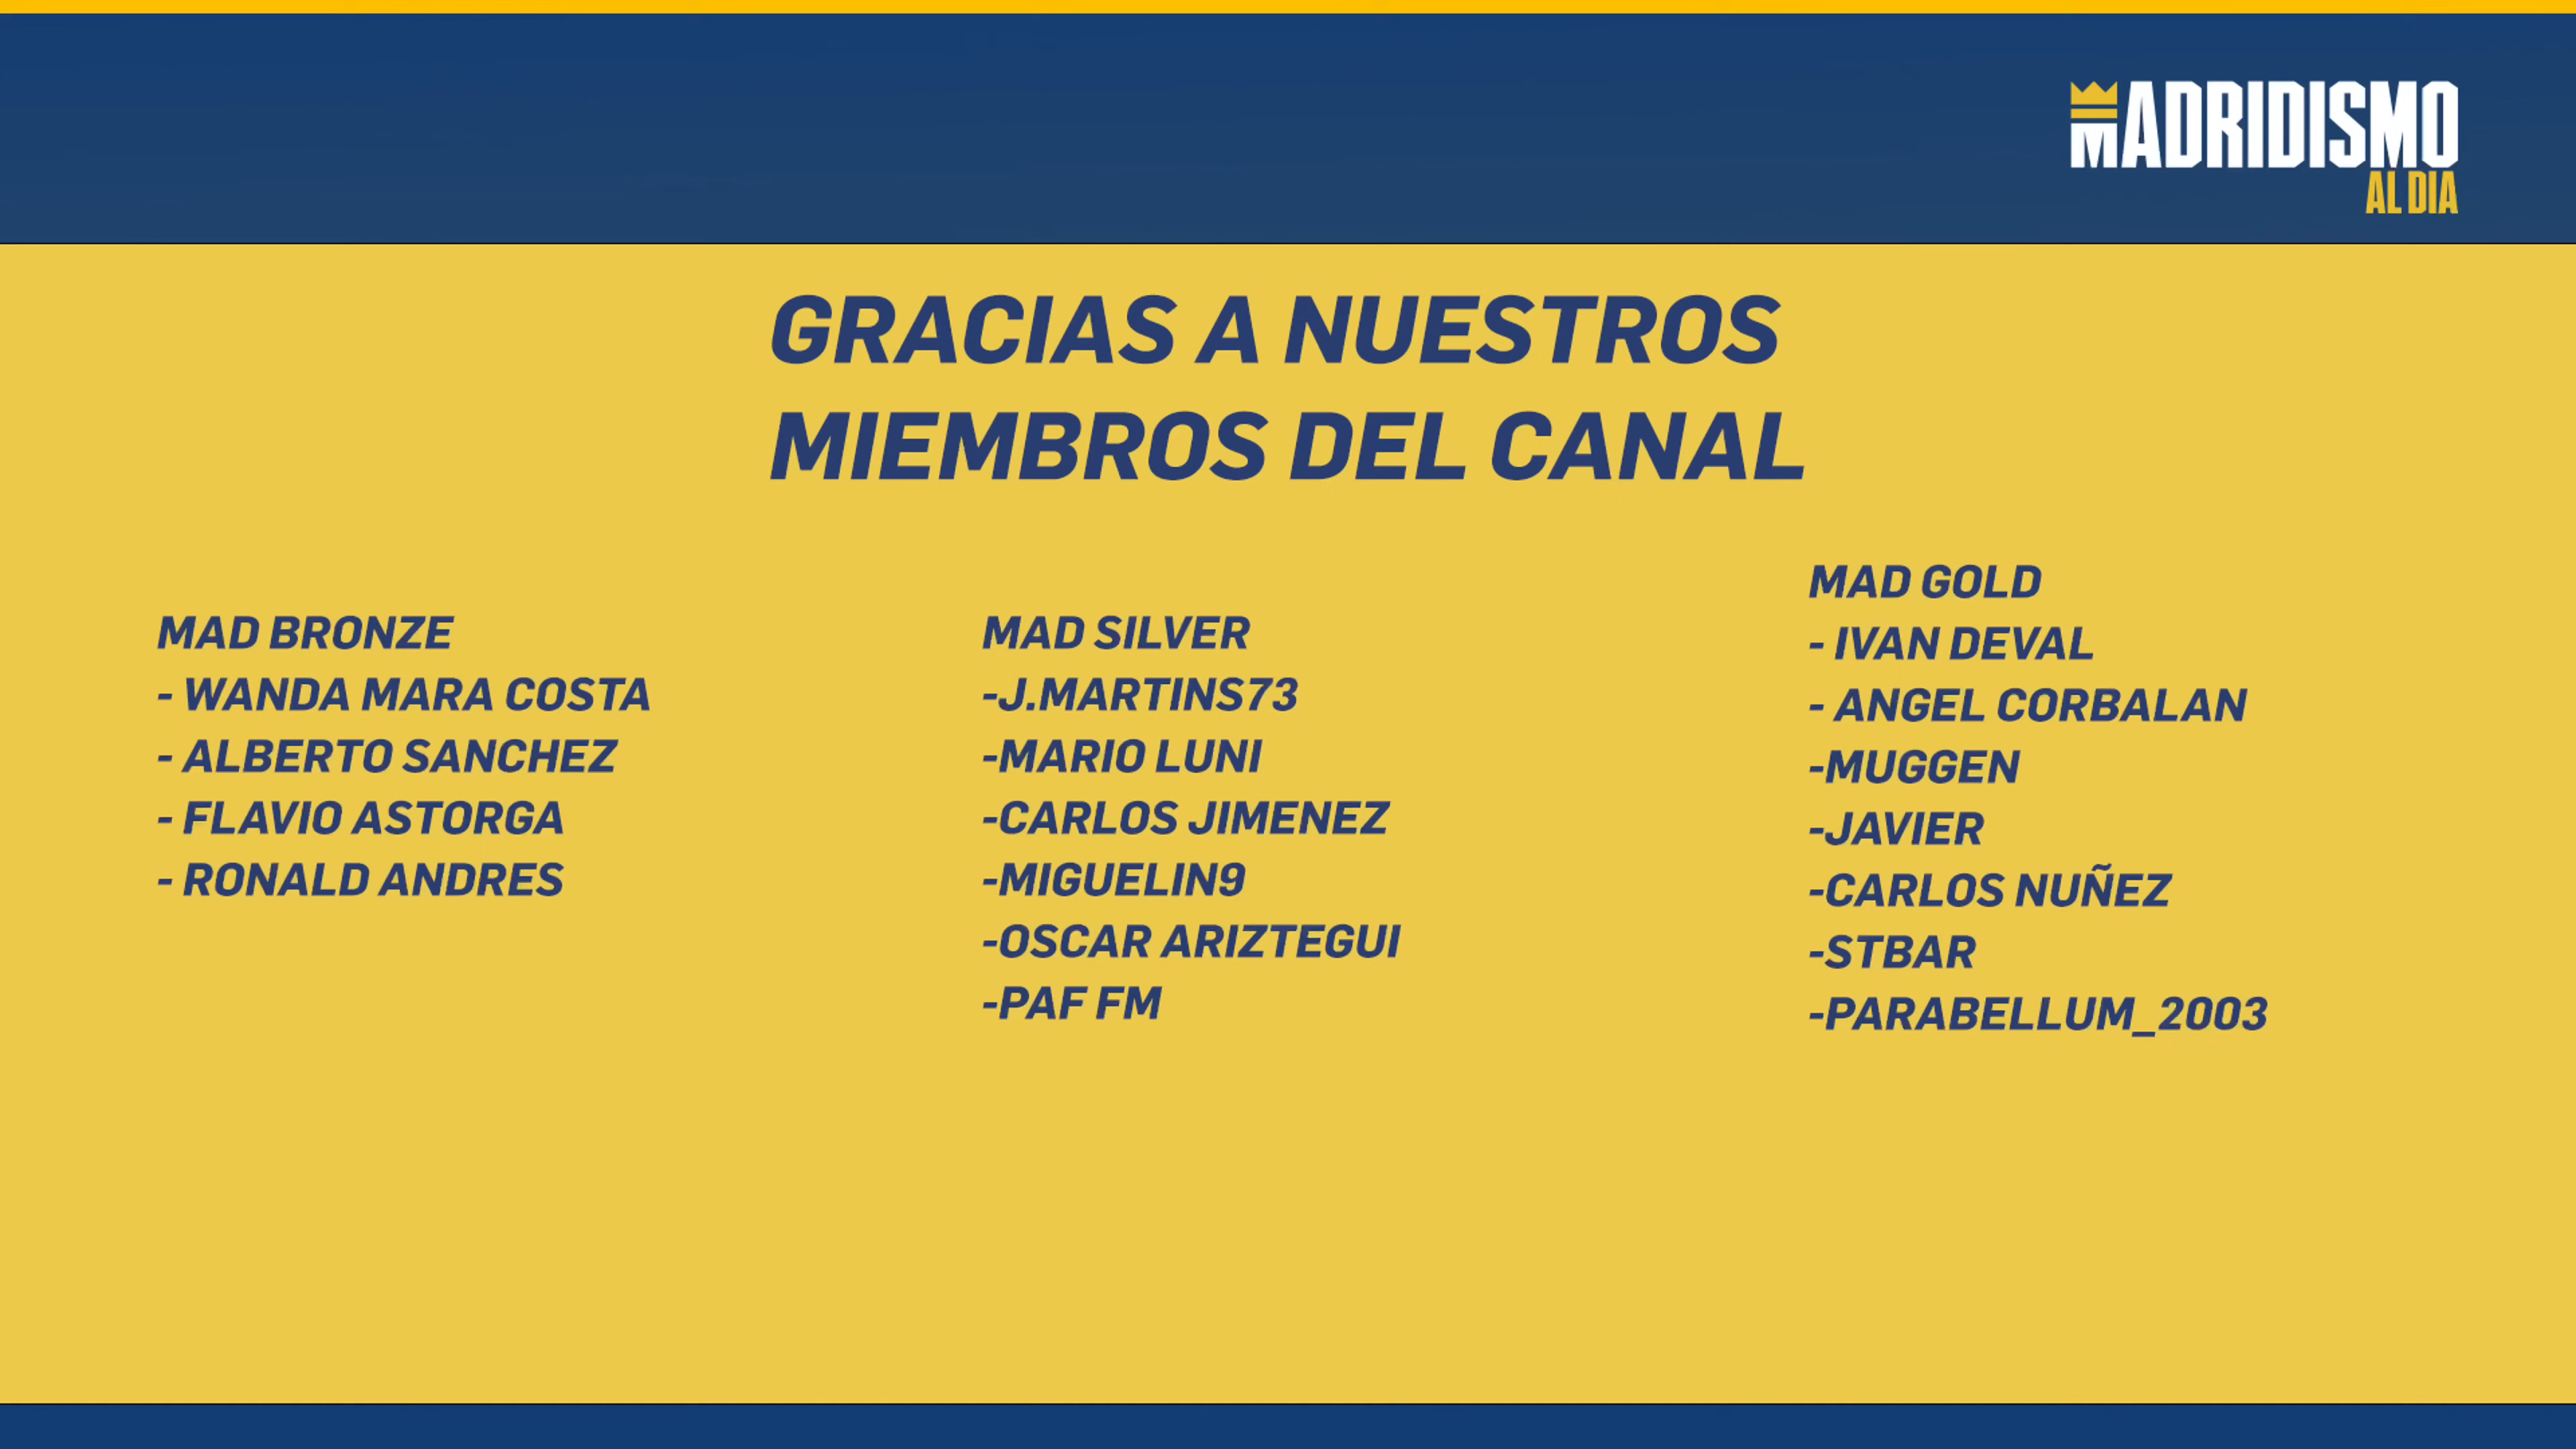 MADRIDISMO
AL DIA
GRACIAS A NUESTROS
MIEMBROS DEL CANAL
MAD BRONZE
- WANDA MARA COSTA
- ALBERTO SANCHEZ
- FLAVIO ASTORGA
- RONALD ANDRES
MAD SILVER
-J.MARTINS73
-MARIO LUNI
-CARLOS JIMENEZ
-MIGUELIN9
-OSCAR ARIZTEGUI
-PAF FM
MAD GOLD
- IVAN DEVAL
- ANGEL CORBALAN
-MUGGEN
-JAVIER
-CARLOS NUÑEZ
-STBAR
-PARABELLUM_2003